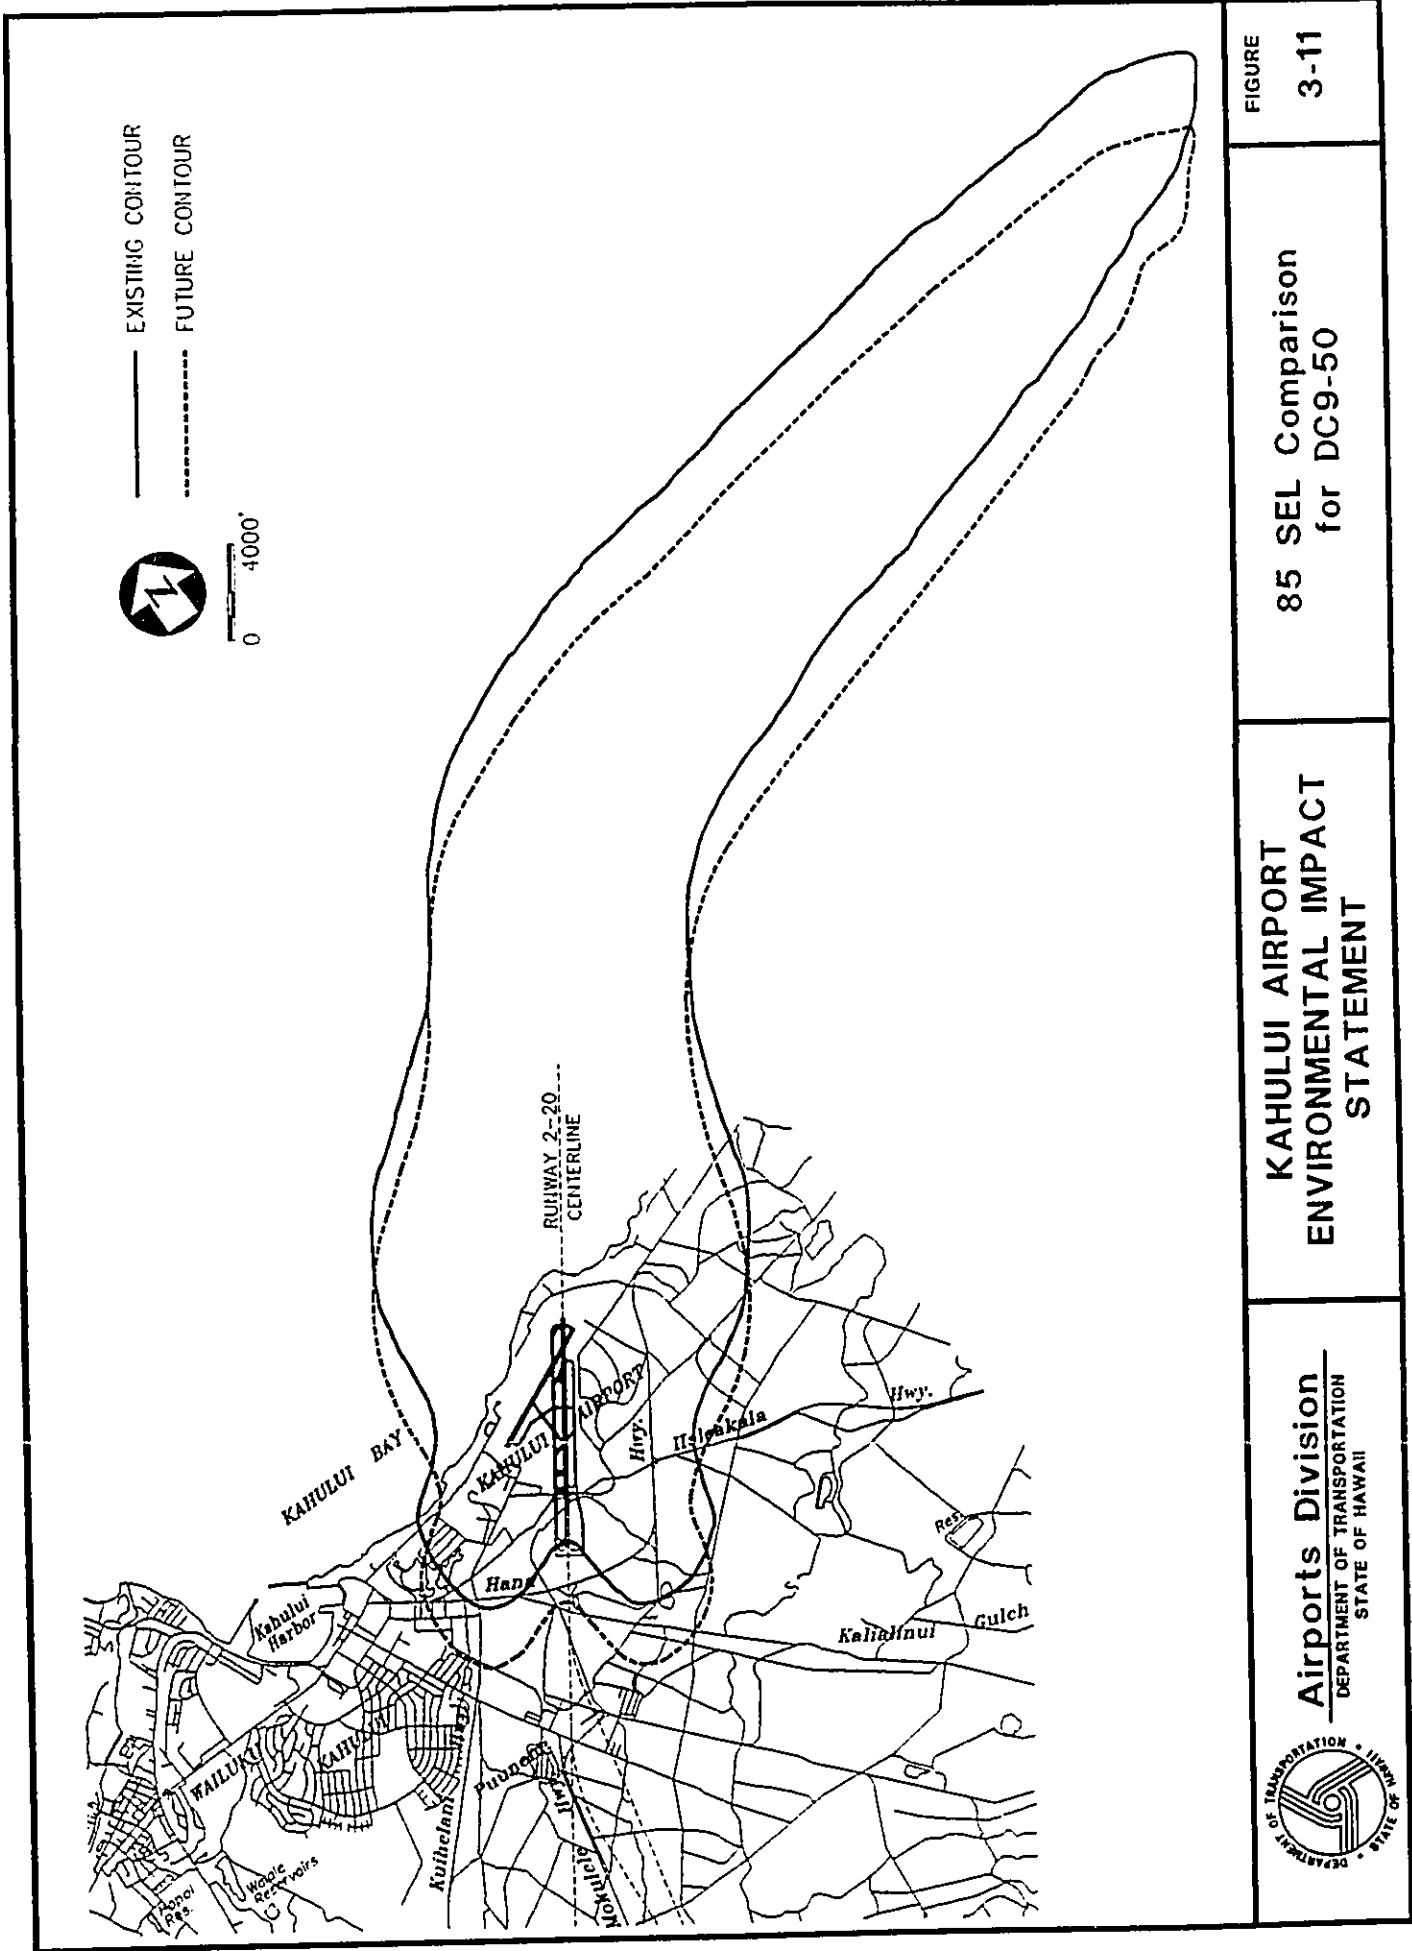 EXISTING CONTOUR
FUTURE CONTOUR
N
0 4000'
RUNWAY 2-20
CENTERLINE
KAHULUI BAY
KAHULUI AIRPORT
Hwy.
Haleakala
Hwy.
Hana
Kahului
Harbor
Res.
Kalialinui Gulch
WAILUKU
KAHULUI
Hwy.
Puunene
Hwy.
Kuihelani
Mokulele
Waiale
Reservoirs
Res.
DEPARTMENT OF TRANSPORTATION • STATE OF HAWAII •
Airports Division
DEPARTMENT OF TRANSPORTATION
STATE OF HAWAII
KAHULUI AIRPORT
ENVIRONMENTAL IMPACT
STATEMENT
85 SEL Comparison
for DC9-50
FIGURE
3-11